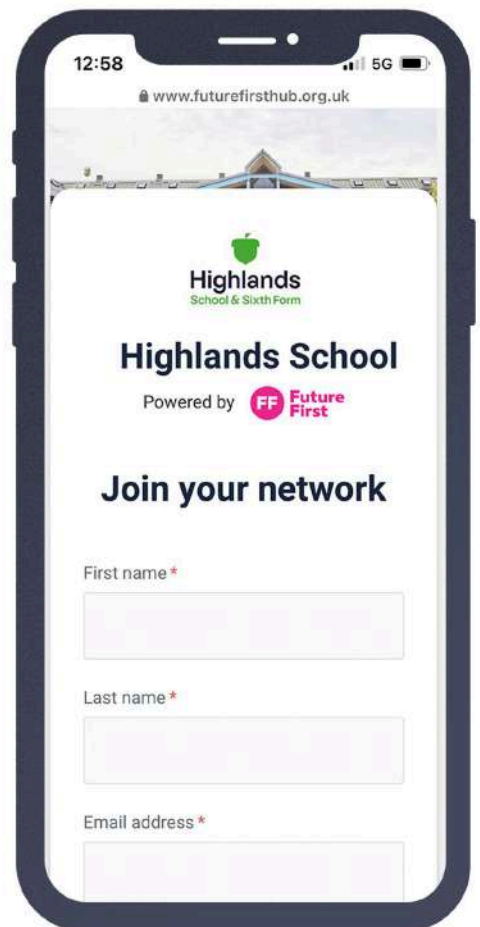 12:58
5G
www.futurefirsthub.org.uk
Highlands
School & Sixth Form
Highlands School
Powered by FF Future
First
Join your network
First name *
Last name *
Email address *